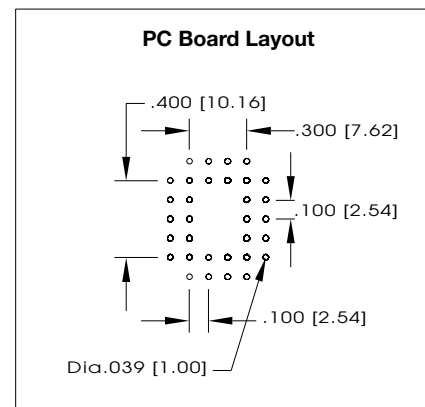 PC Board Layout
.400 [10.16]
.300 [7.62]
.100 [2.54]
.100 [2.54]
Dia.039 [1.00]